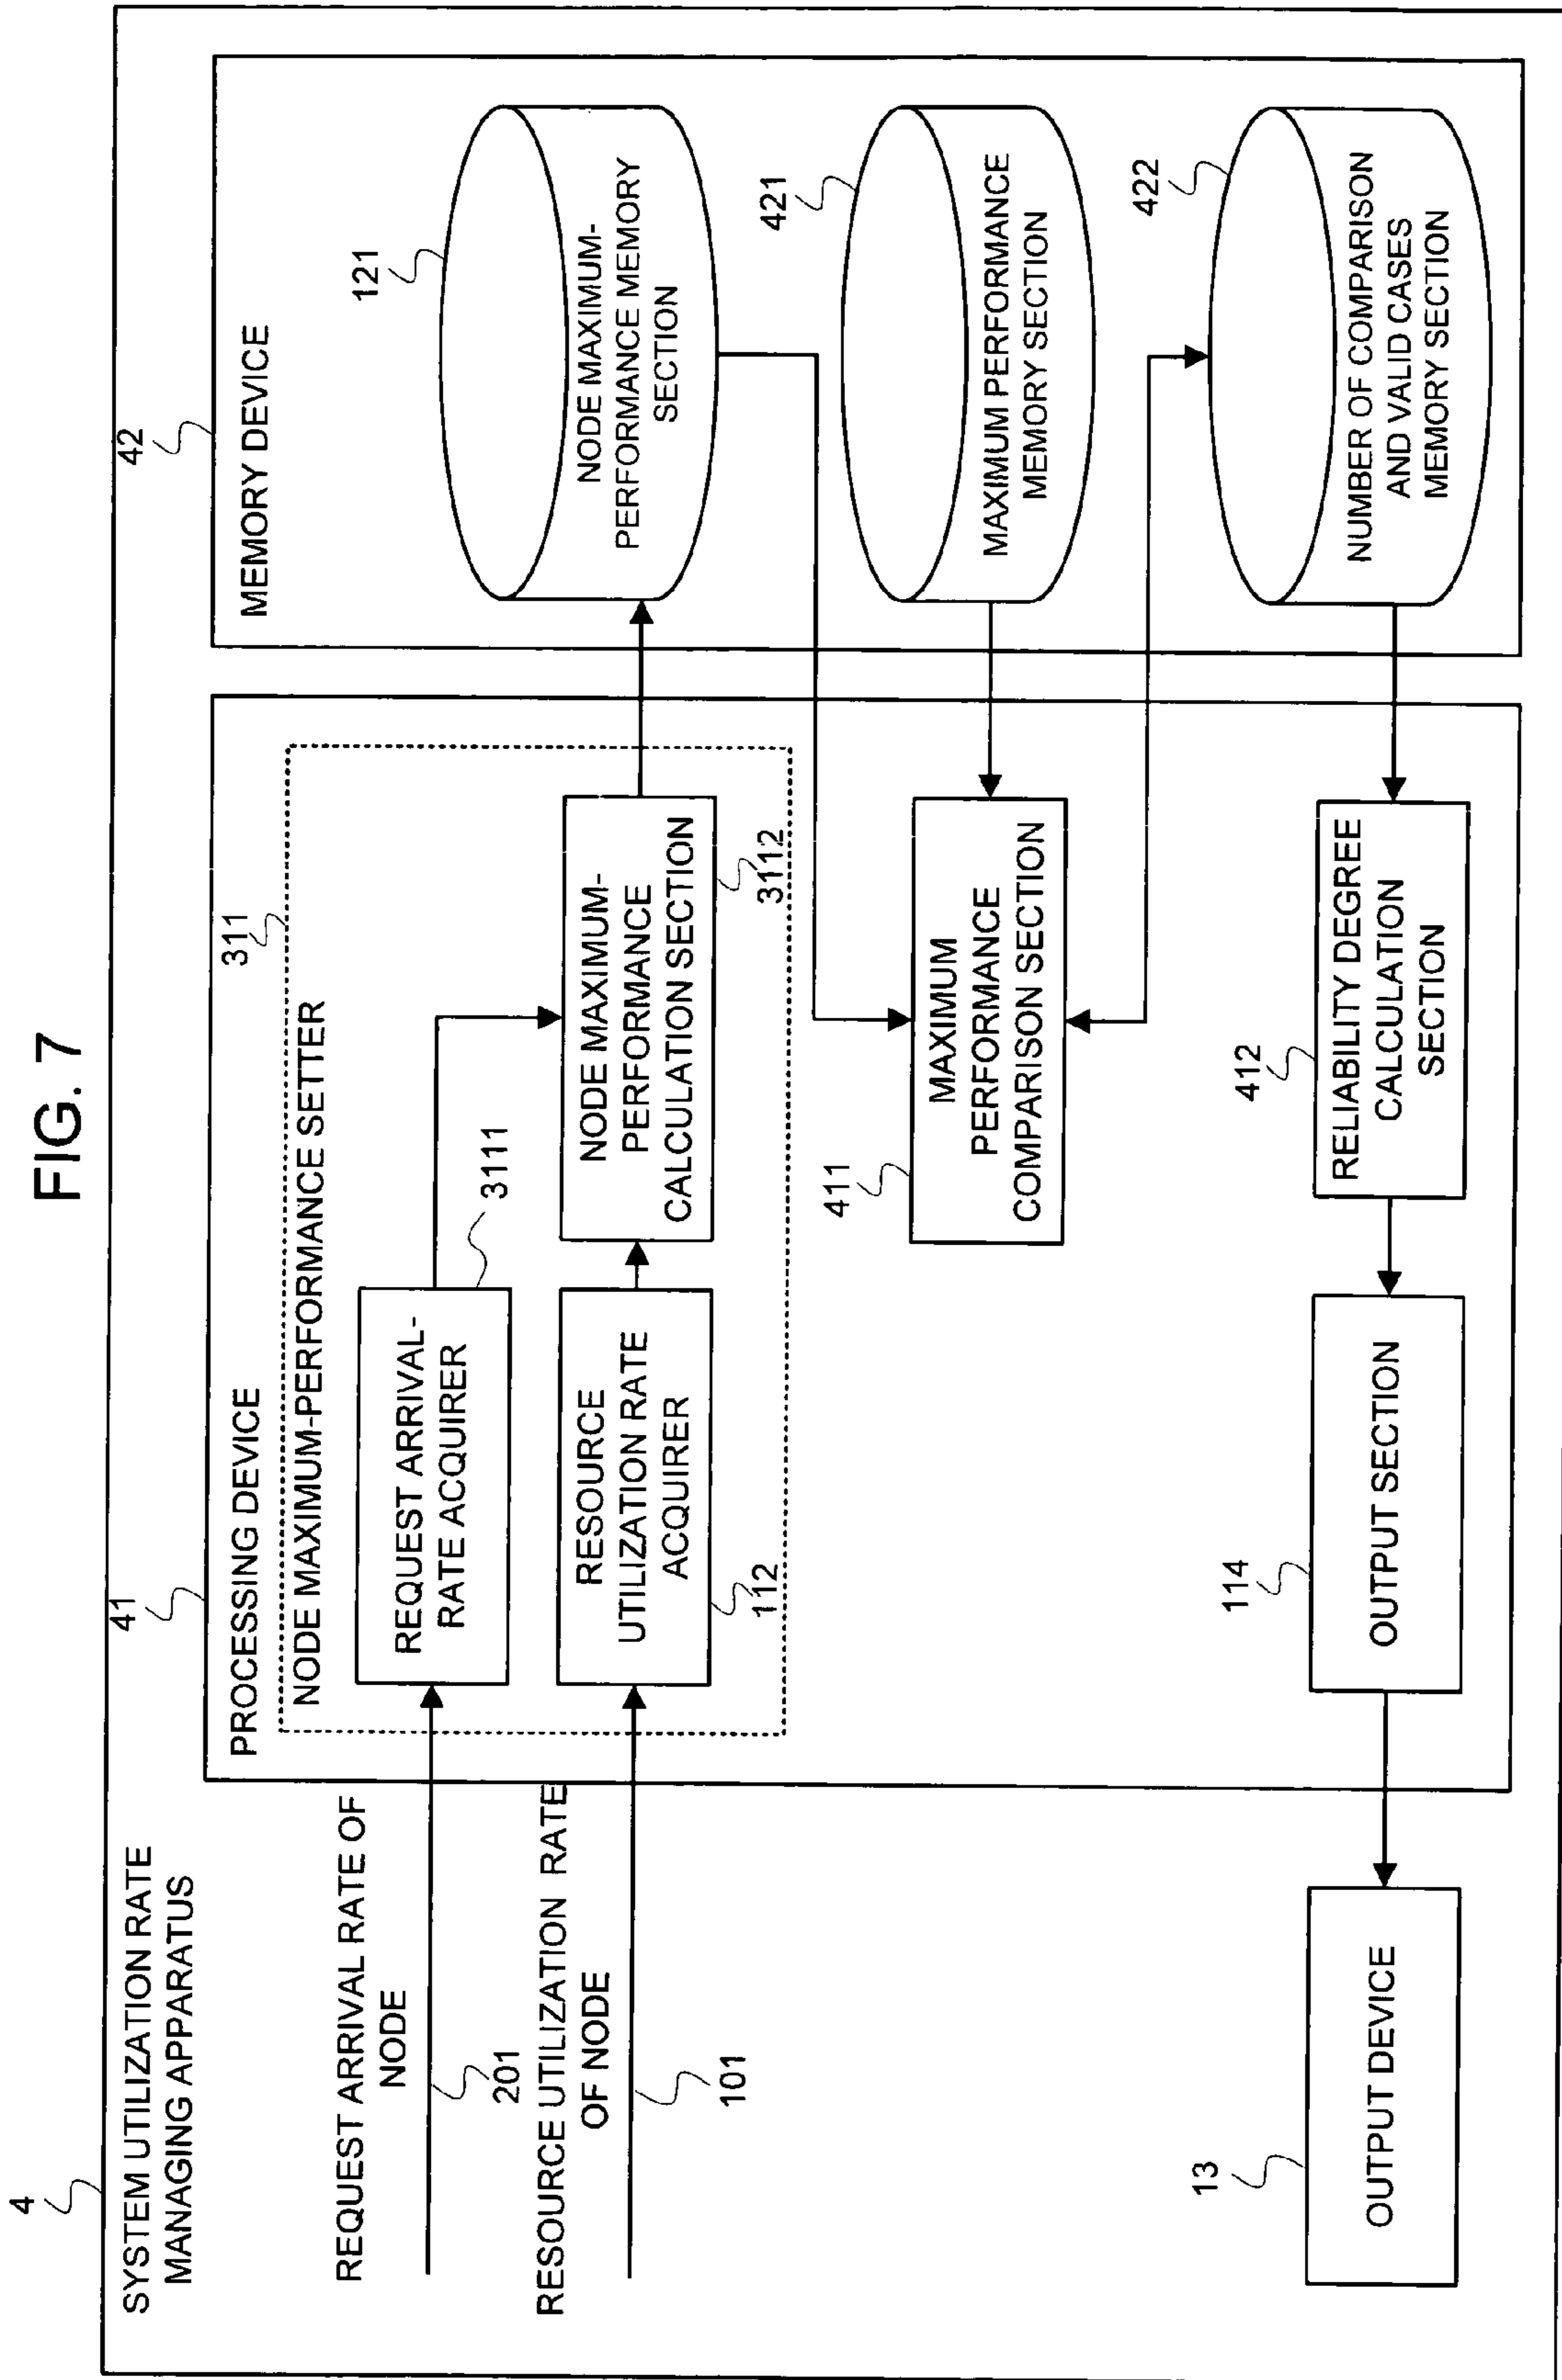 FIG. 7
4
SYSTEM UTILIZATION RATE
MANAGING APPARATUS
REQUEST ARRIVAL RATE OF
NODE
201
RESOURCE UTILIZATION RATE
OF NODE
101
13
OUTPUT DEVICE
41
PROCESSING DEVICE
311
NODE MAXIMUM-PERFORMANCE SETTER
REQUEST ARRIVAL-
RATE ACQUIRER
3111
RESOURCE
UTILIZATION RATE
ACQUIRER
112
NODE MAXIMUM-
PERFORMANCE
CALCULATION SECTION
3112
411
MAXIMUM
PERFORMANCE
COMPARISON SECTION
114
OUTPUT SECTION
412
RELIABILITY DEGREE
CALCULATION
SECTION
42
MEMORY DEVICE
121
NODE MAXIMUM-
PERFORMANCE MEMORY
SECTION
421
MAXIMUM PERFORMANCE
MEMORY SECTION
422
NUMBER OF COMPARISON
AND VALID CASES
MEMORY SECTION